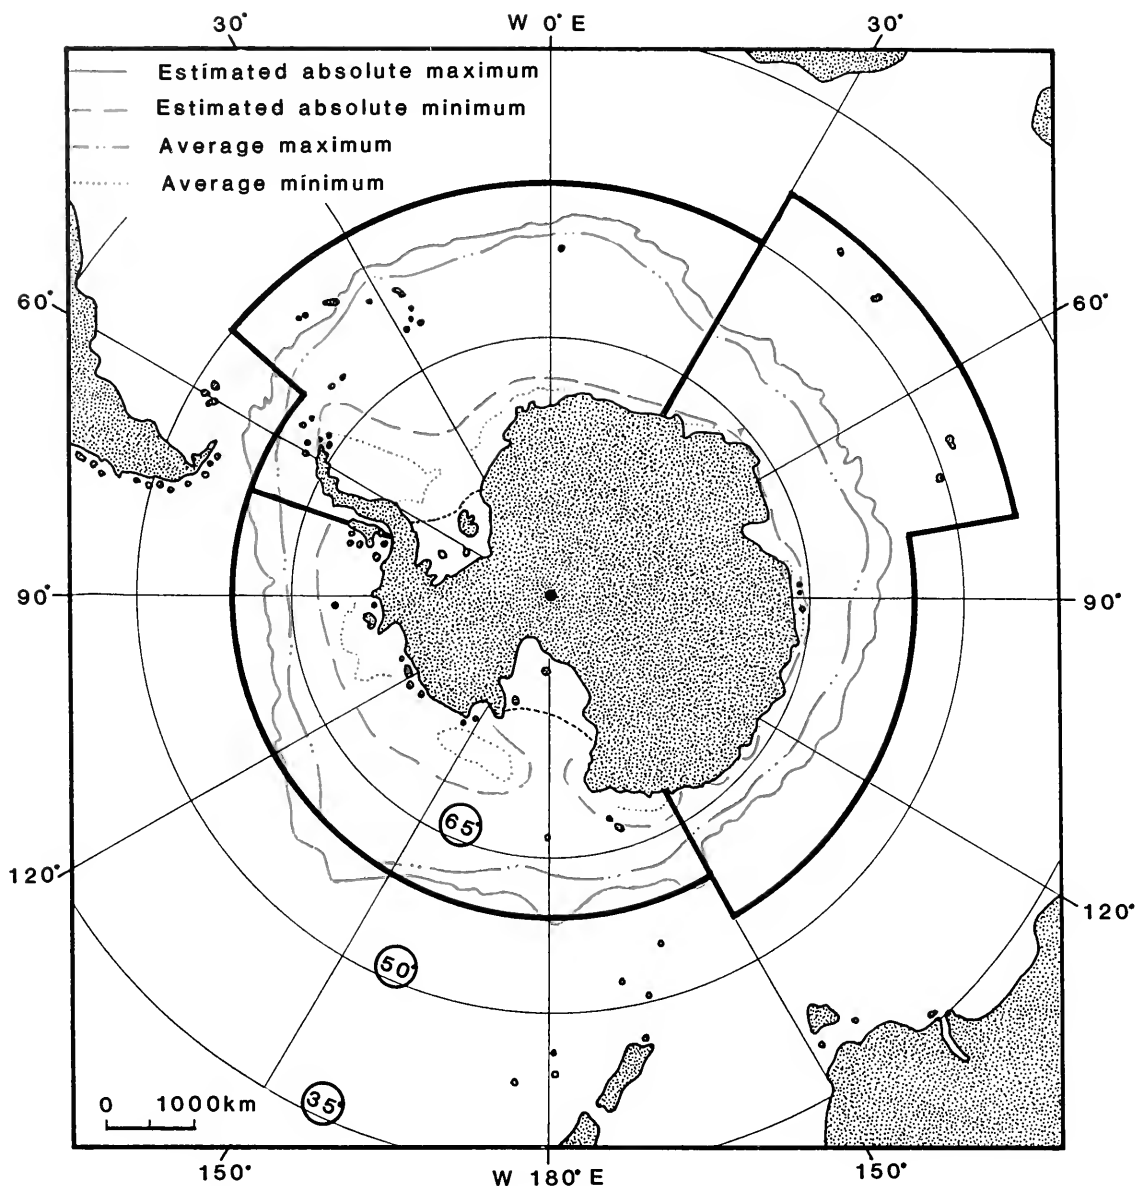 30° W 0° E 30°
Estimated absolute maximum
Estimated absolute minimum
Average maximum
Average minimum
60° 60°
90° 90°
65°
120° 120°
50°
35°
0 1000km
150° W 180° E 150°